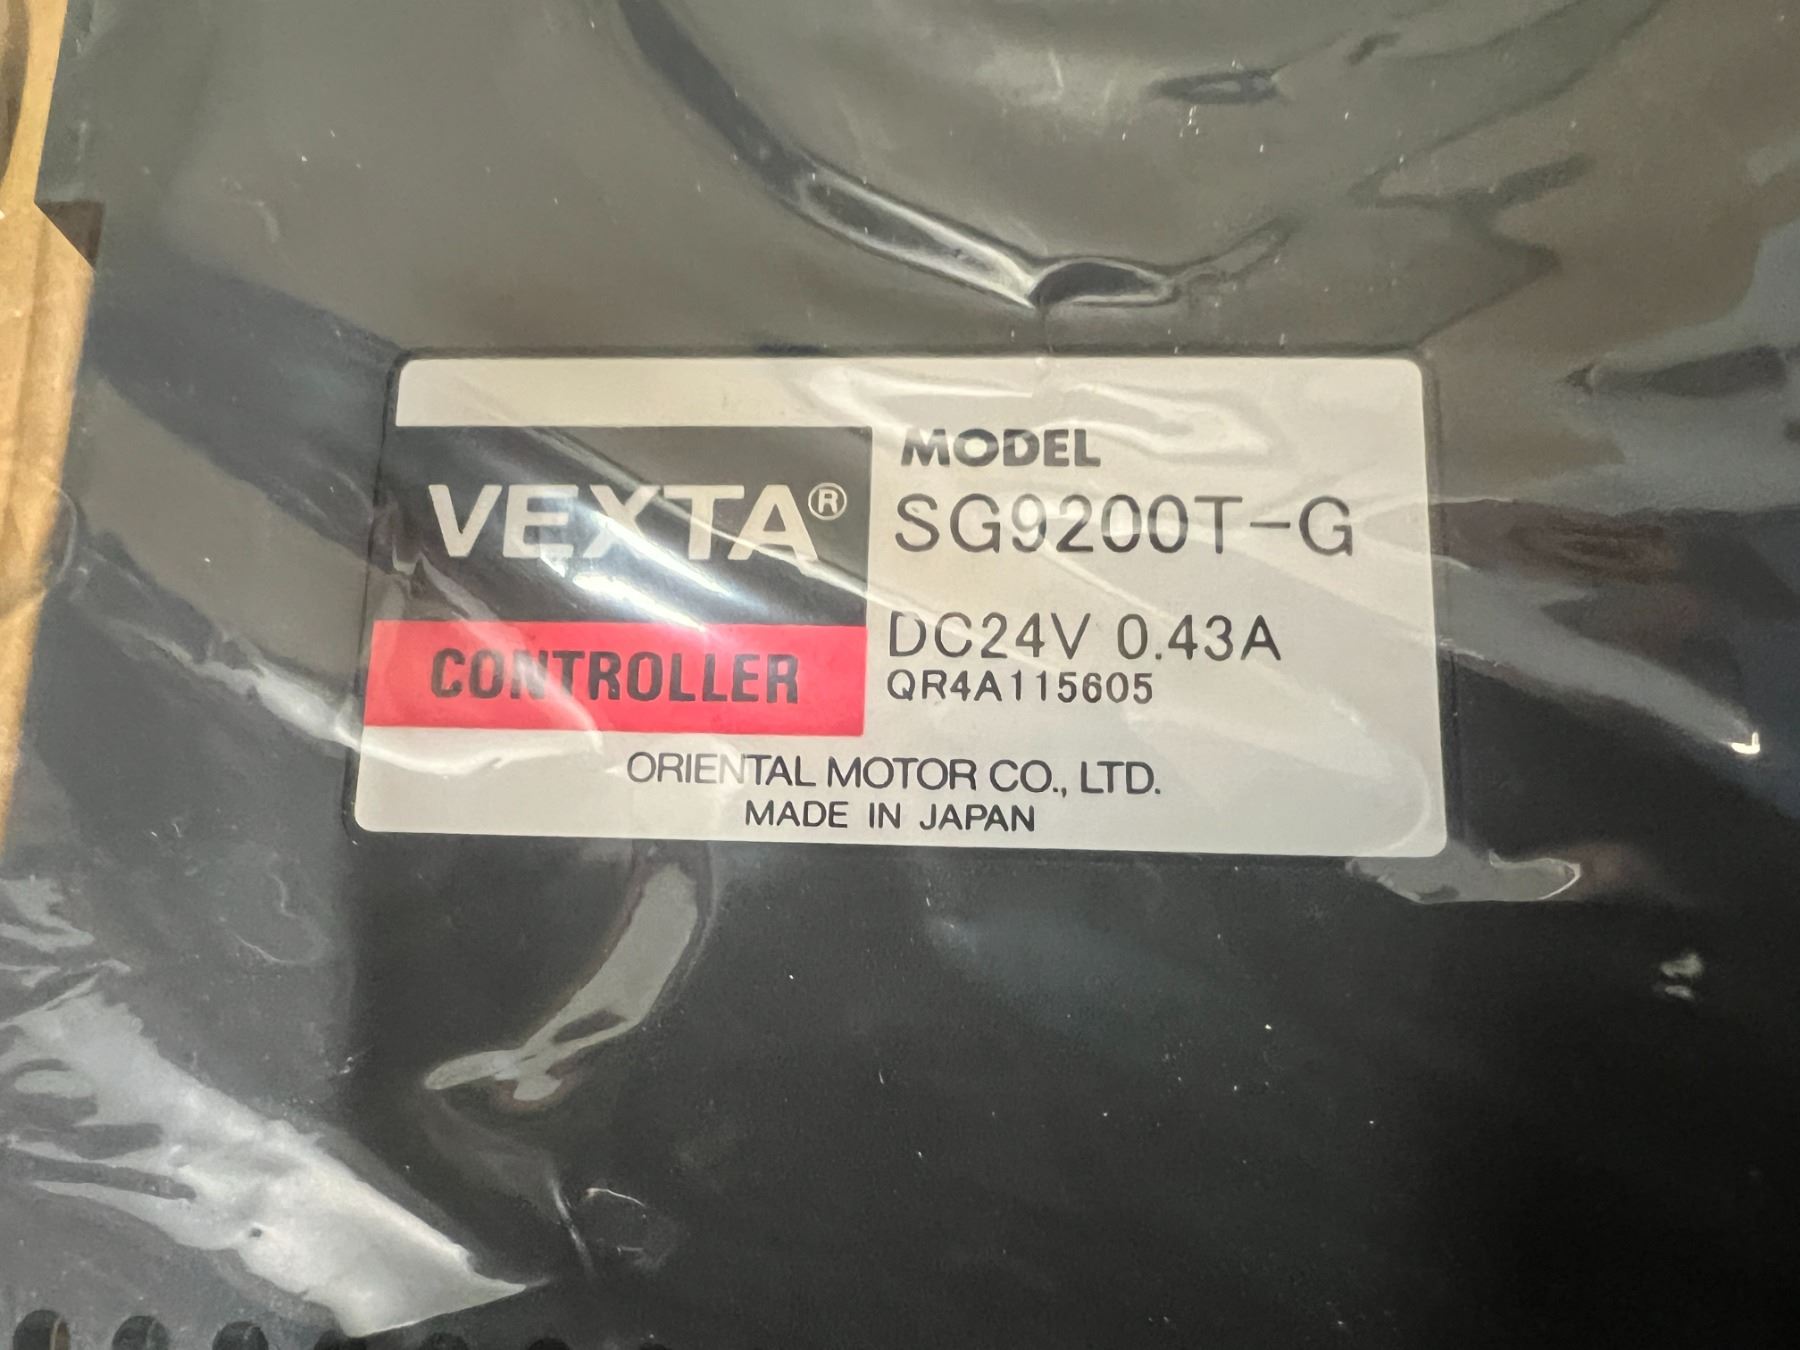 VEXTA®
CONTROLLER
MODEL
SG9200T-G
DC24V 0.43A
QR4A115605
ORIENTAL MOTOR CO., LTD.
MADE IN JAPAN